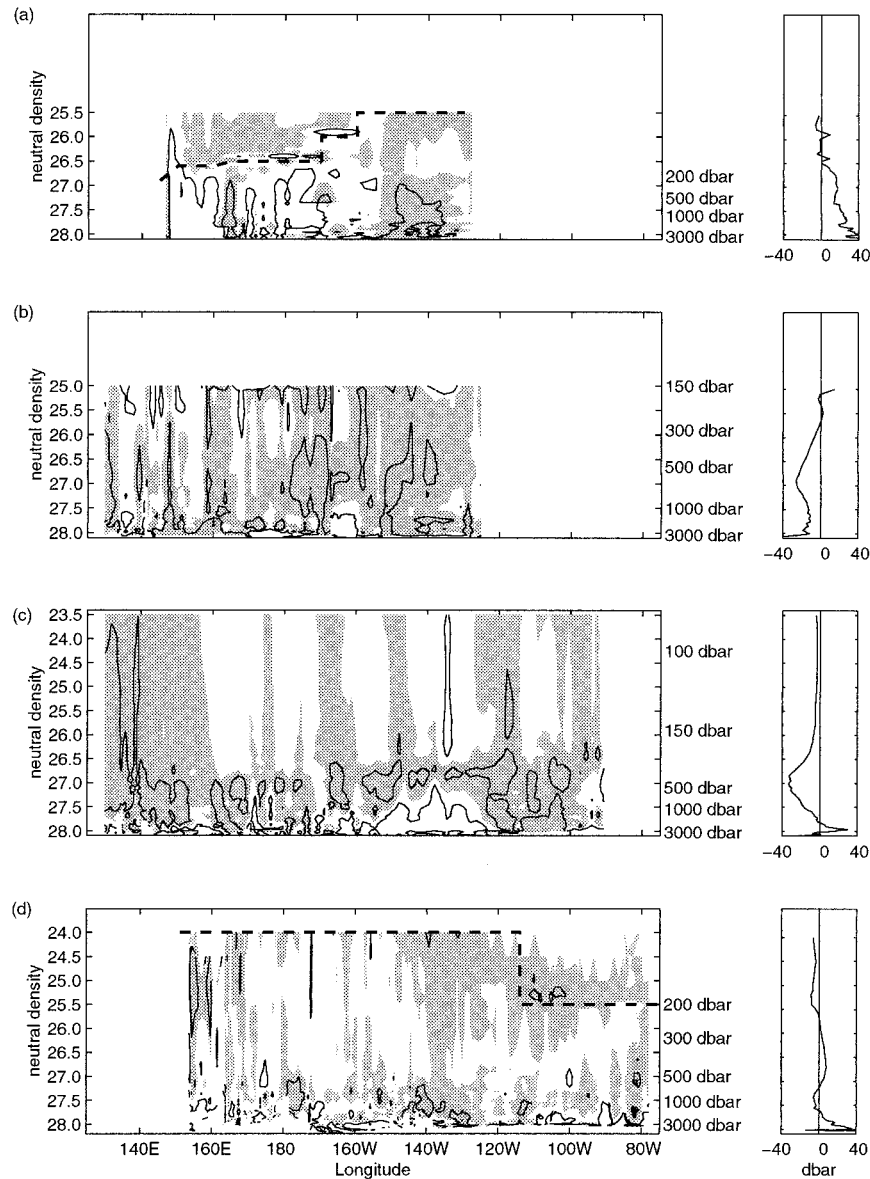 (a)
neutral density
25.5
26.0
26.5
27.0
27.5
28.0
200 dbar
500 dbar
1000 dbar
3000 dbar
−40 0 40
(b)
neutral density
25.0
25.5
26.0
26.5
27.0
27.5
28.0
150 dbar
300 dbar
500 dbar
1000 dbar
3000 dbar
−40 0 40
(c)
neutral density
23.5
24.0
24.5
25.0
25.5
26.0
26.5
27.0
27.5
28.0
100 dbar
150 dbar
500 dbar
1000 dbar
3000 dbar
−40 0 40
(d)
neutral density
24.0
24.5
25.0
25.5
26.0
26.5
27.0
27.5
28.0
200 dbar
300 dbar
500 dbar
1000 dbar
3000 dbar
140E 160E 180 160W 140W 120W 100W 80W
Longitude
−40 0 40
dbar